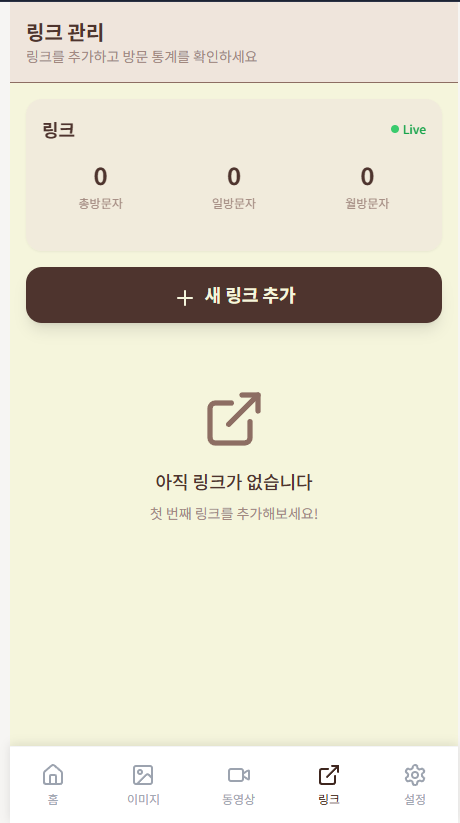 링크 관리
링크를 추가하고 방문 통계를 확인하세요
링크
Live
0 0 0
총방문자 일방문자 월방문자
새 링크 추가
아직 링크가 없습니다
첫 번째 링크를 추가해보세요!
홈 이미지 동영상 링크 설정